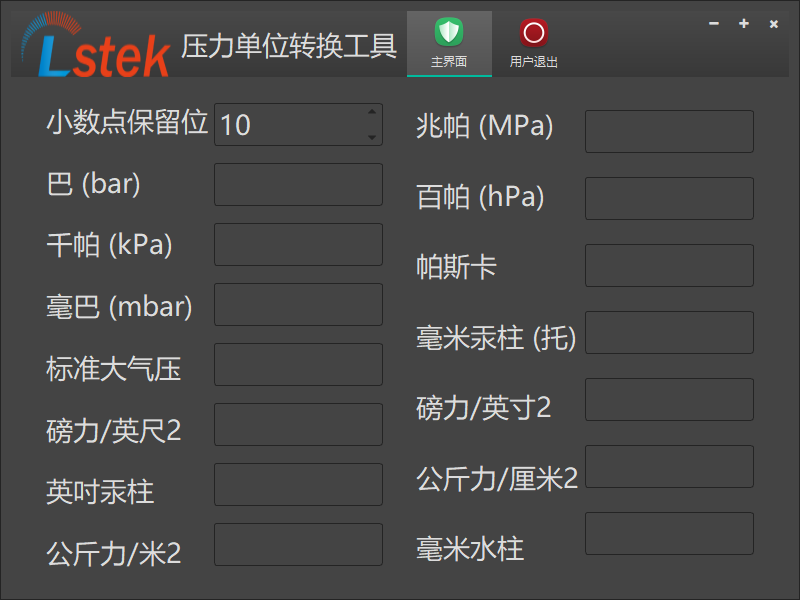 Lstek 压力单位转换工具
主界面
用户退出
小数点保留位 10
巴 (bar)
千帕 (kPa)
毫巴 (mbar)
标准大气压
磅力/英尺2
英吋汞柱
公斤力/米2
兆帕 (MPa)
百帕 (hPa)
帕斯卡
毫米汞柱 (托)
磅力/英寸2
公斤力/厘米2
毫米水柱